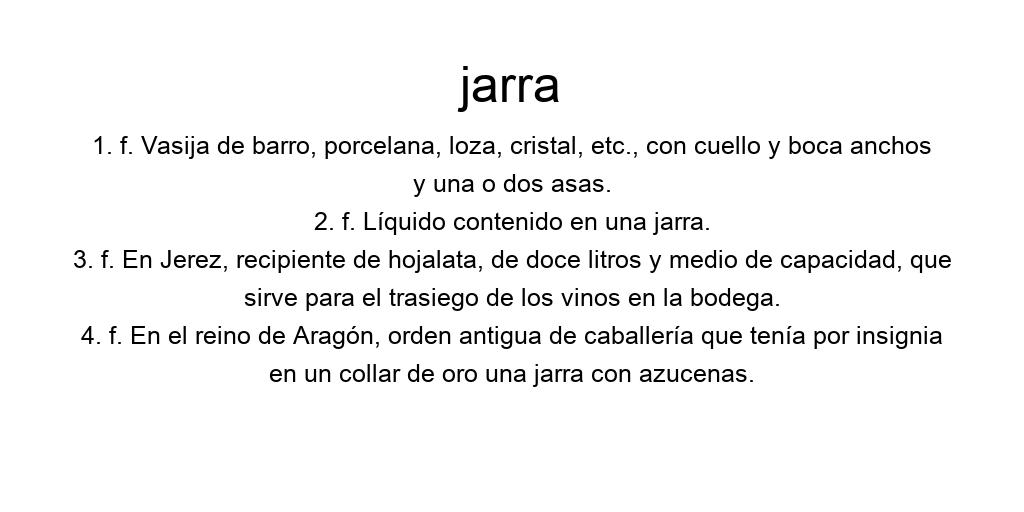 jarra
1. f. Vasija de barro, porcelana, loza, cristal, etc., con cuello y boca anchos
y una o dos asas.
2. f. Líquido contenido en una jarra.
3. f. En Jerez, recipiente de hojalata, de doce litros y medio de capacidad, que
sirve para el trasiego de los vinos en la bodega.
4. f. En el reino de Aragón, orden antigua de caballería que tenía por insignia
en un collar de oro una jarra con azucenas.